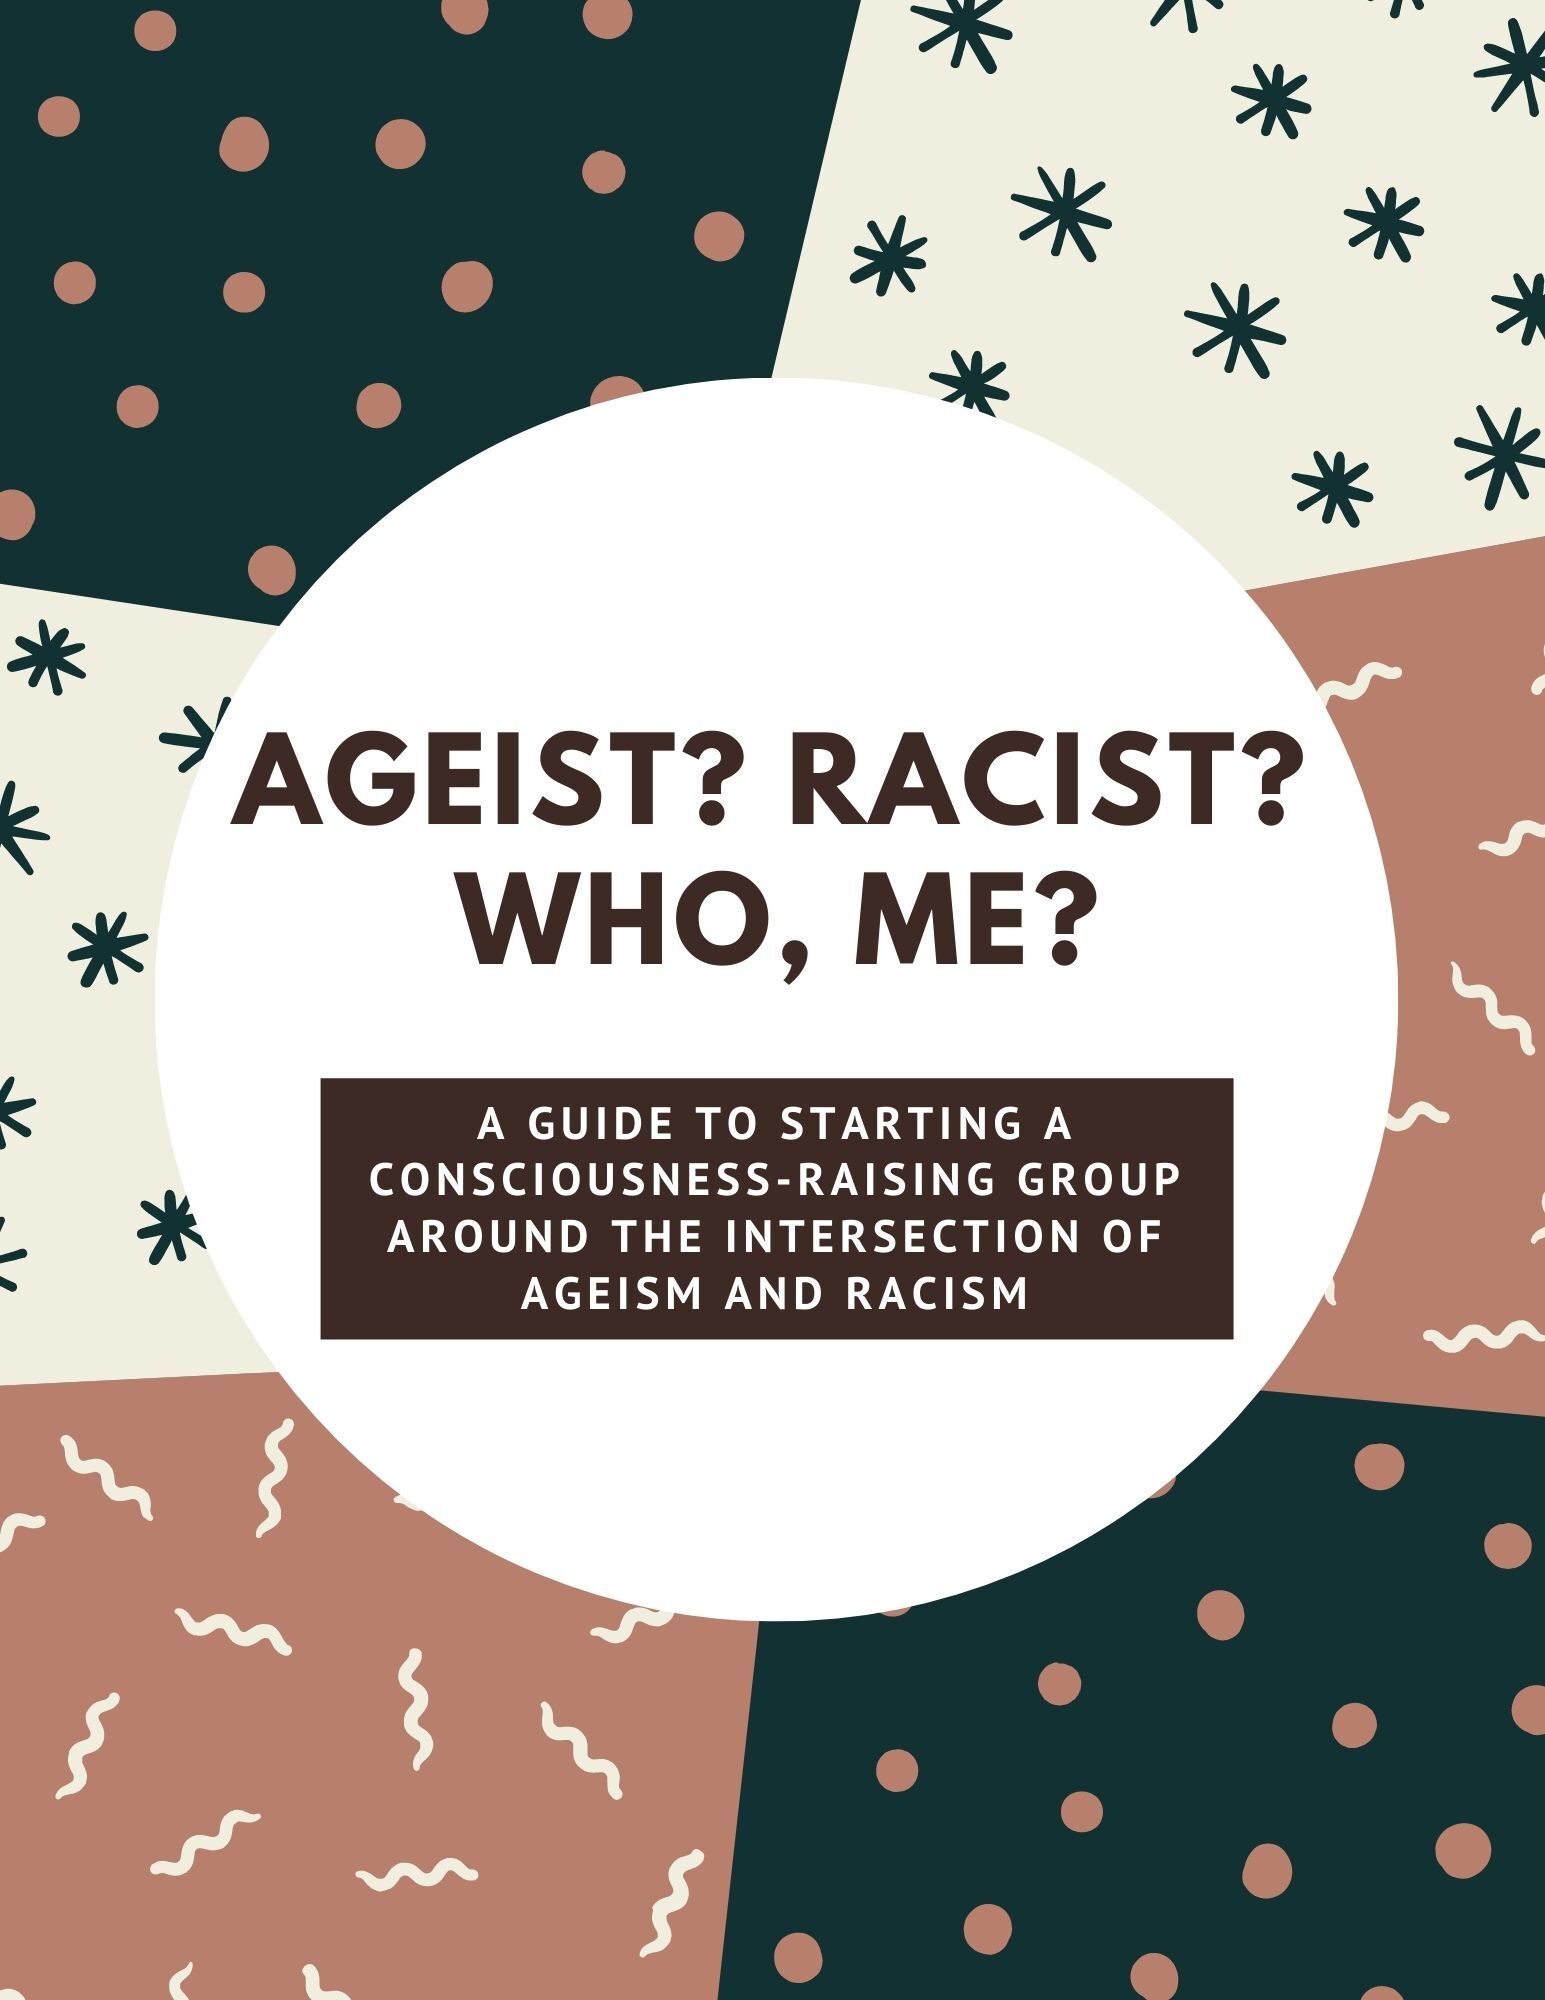 AGEIST? RACIST?
WHO, ME?
A GUIDE TO STARTING A
CONSCIOUSNESS-RAISING GROUP
AROUND THE INTERSECTION OF
AGEISM AND RACISM